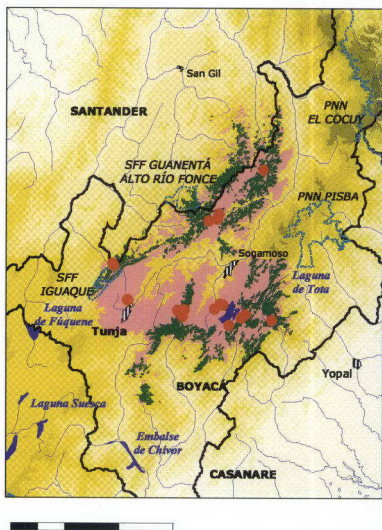 San Gil
SANTANDER
PNN
EL COCUY
SFF GUANENTÁ
ALTO RÍO FONCE
PNN PISBA
Sogamoso
SFF
IGUAQUE
Laguna
de Tota
Laguna
de Fúquene
Tunja
Yopal
BOYACÁ
Laguna Suesca
Embalse
de Chivor
CASANARE